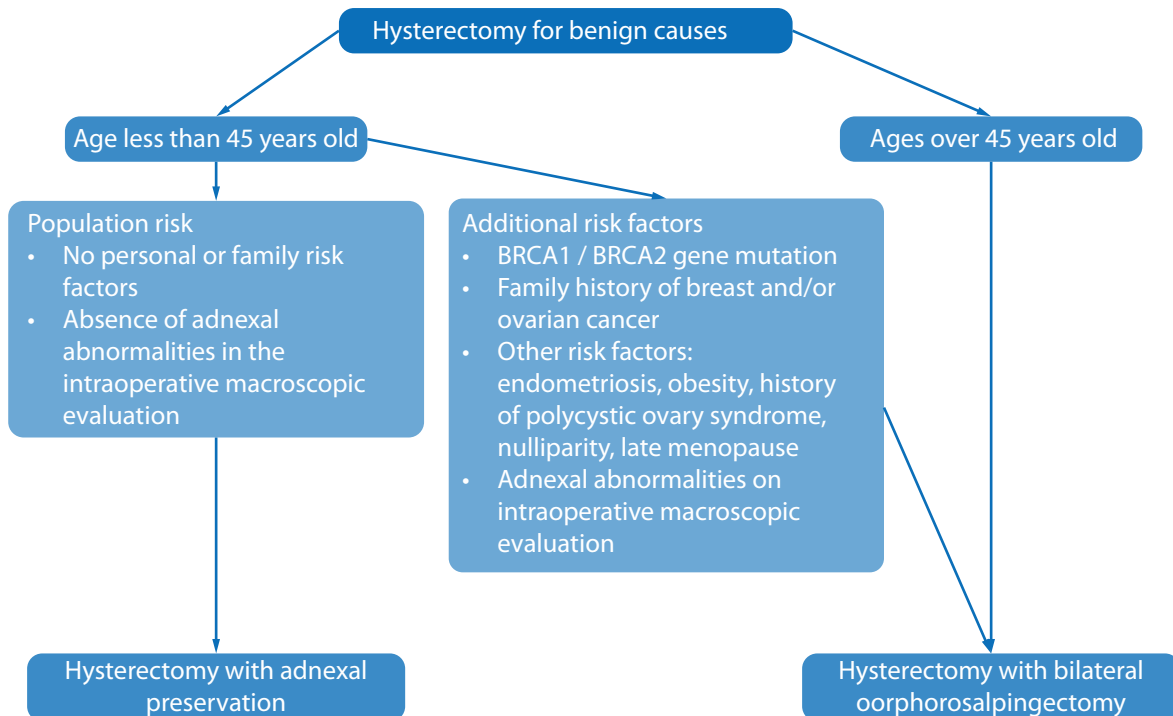 Hysterectomy for benign causes
Age less than 45 years old
Ages over 45 years old
Population risk
• No personal or family risk
factors
• Absence of adnexal
abnormalities in the
intraoperative macroscopic
evaluation
Additional risk factors
• BRCA1 / BRCA2 gene mutation
• Family history of breast and/or
ovarian cancer
• Other risk factors:
endometriosis, obesity, history
of polycystic ovary syndrome,
nulliparity, late menopause
• Adnexal abnormalities on
intraoperative macroscopic
evaluation
Hysterectomy with adnexal
preservation
Hysterectomy with bilateral
oorphorosalpingectomy